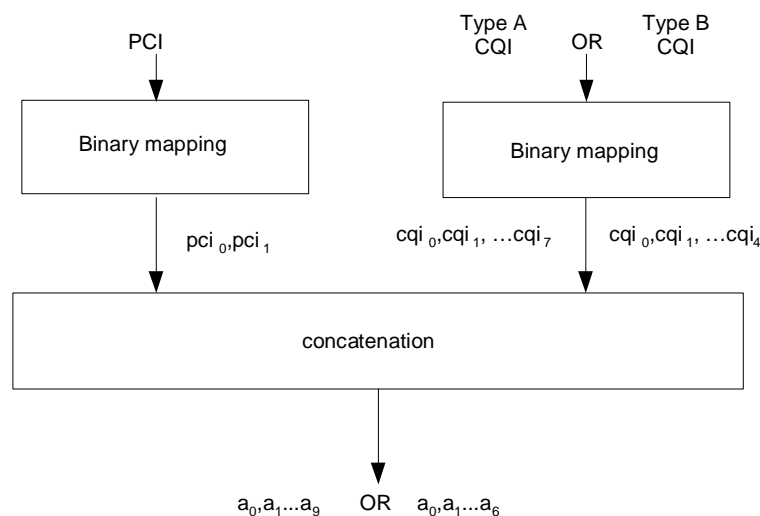 PCI
Type A
CQI
OR
Type B
CQI
Binary mapping
Binary mapping
pci 0,pci 1
cqi 0,cqi 1, …cqi 7
cqi 0,cqi 1, …cqi 4
concatenation
a0,a1...a9 OR a0,a1...a6